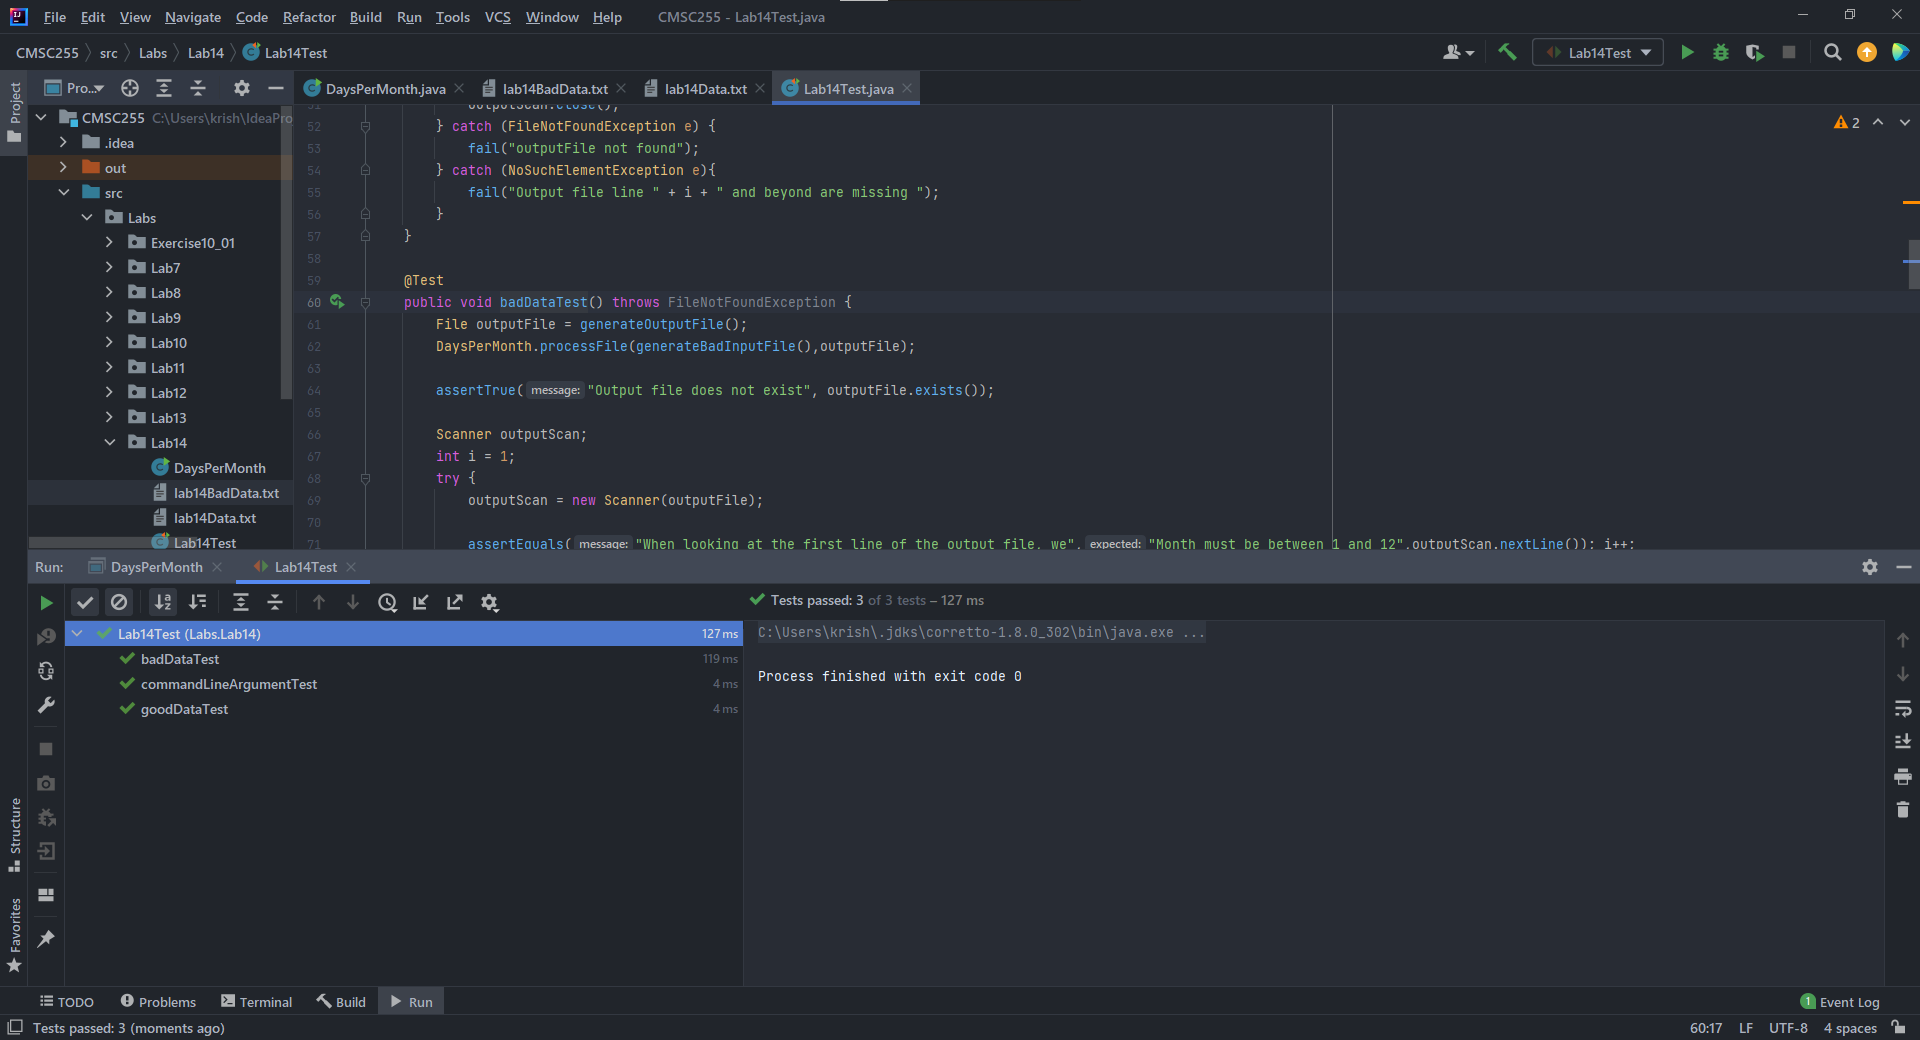 File Edit View Navigate Code Refactor Build Run Tools VCS Window Help CMSC255 - Lab14Test.java
CMSC255 src Labs Lab14 Lab14Test
Lab14Test
Project
Pro...
DaysPerMonth.java lab14BadData.txt lab14Data.txt Lab14Test.java
CMSC255 C:\Users\krish\IdeaPro
.idea
out
src
Labs
Exercise10_01
Lab7
Lab8
Lab9
Lab10
Lab11
Lab12
Lab13
Lab14
DaysPerMonth
lab14BadData.txt
lab14Data.txt
Lab14Test
51 outputScan.close();
52 } catch (FileNotFoundException e) {
53 fail("outputFile not found");
54 } catch (NoSuchElementException e){
55 fail("Output file line " + i + " and beyond are missing ");
56 }
57 }
58
59 @Test
60 public void badDataTest() throws FileNotFoundException {
61 File outputFile = generateOutputFile();
62 DaysPerMonth.processFile(generateBadInputFile(),outputFile);
63
64 assertTrue( message: "Output file does not exist", outputFile.exists());
65
66 Scanner outputScan;
67 int i = 1;
68 try {
69 outputScan = new Scanner(outputFile);
70
71 assertEquals( message: "When looking at the first line of the output file, we", expected: "Month must be between 1 and 12",outputScan.nextLine()); i++;
2
Run: DaysPerMonth Lab14Test
Tests passed: 3 of 3 tests – 127 ms
Lab14Test (Labs.Lab14) 127 ms
badDataTest 119 ms
commandLineArgumentTest 4 ms
goodDataTest 4 ms
C:\Users\krish\.jdks\corretto-1.8.0_302\bin\java.exe ...
Process finished with exit code 0
Structure
Favorites
TODO Problems Terminal Build Run 1 Event Log
Tests passed: 3 (moments ago) 60:17 LF UTF-8 4 spaces